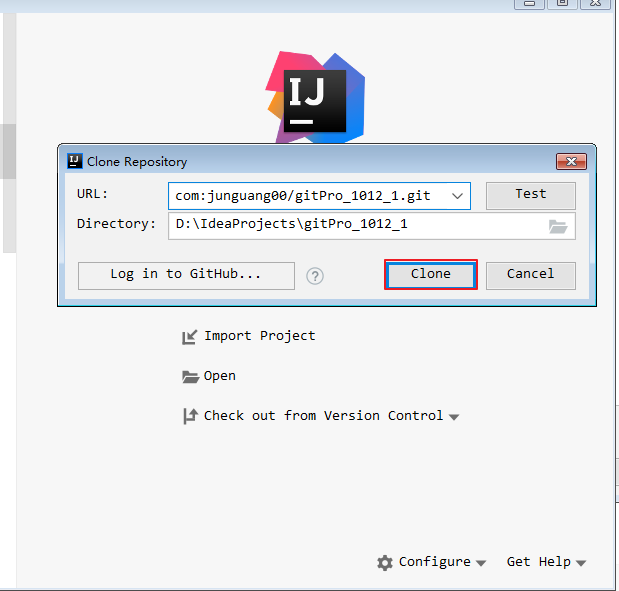 IJ
IJ Clone Repository
URL: com:junguang00/gitPro_1012_1.git Test
Directory: D:\IdeaProjects\gitPro_1012_1
Log in to GitHub... ? Clone Cancel
Import Project
Open
Check out from Version Control
Configure Get Help